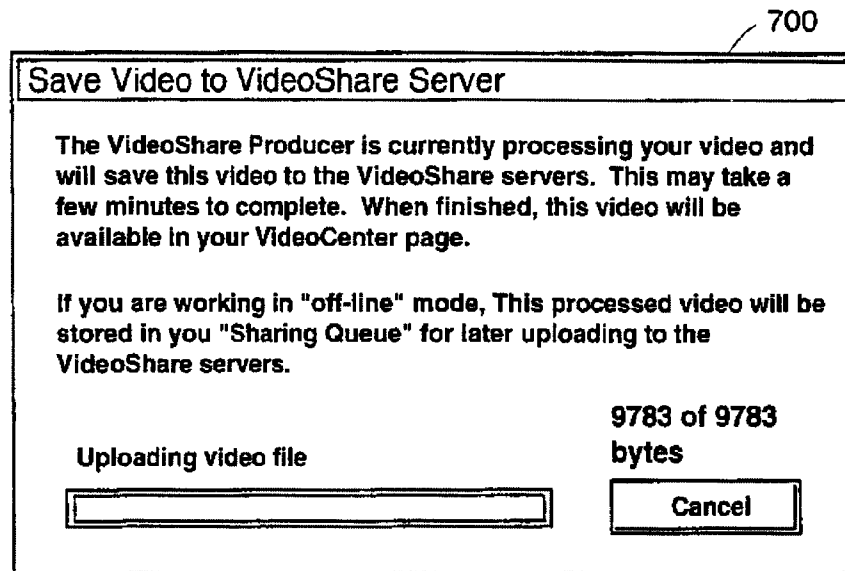 700
Save Video to VideoShare Server
The VideoShare Producer is currently processing your video and
will save this video to the VideoShare servers. This may take a
few minutes to complete. When finished, this video will be
available in your VideoCenter page.
If you are working in "off-line" mode, This processed video will be
stored in you "Sharing Queue" for later uploading to the
VideoShare servers.
9783 of 9783
bytes
Uploading video file
Cancel